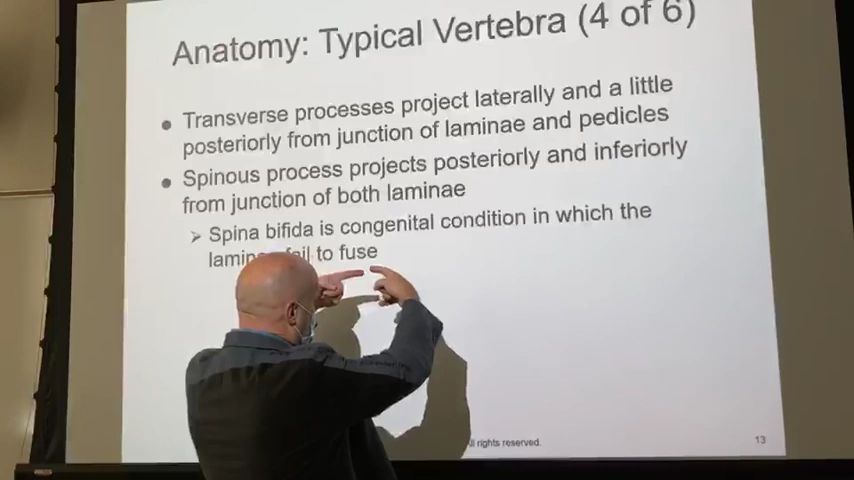 Anatomy: Typical Vertebra (4 of 6)
● Transverse processes project laterally and a little
posteriorly from junction of laminae and pedicles
● Spinous process projects posteriorly and inferiorly
from junction of both laminae
➢ Spina bifida is congenital condition in which the
to fuse
rights reserved.
13